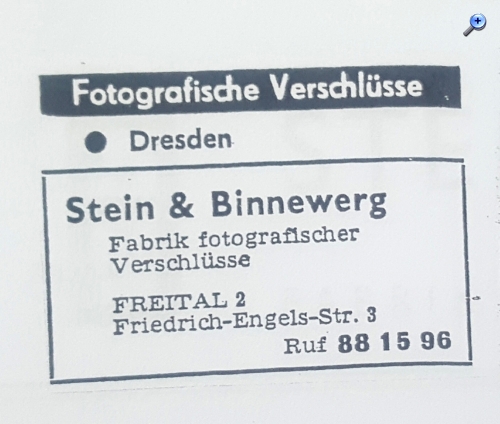 Fotografische Verschlüsse
● Dresden
Stein & Binnewerg
Fabrik fotografischer
Verschlüsse
FREITAL 2
Friedrich-Engels-Str. 3
Ruf 88 15 96